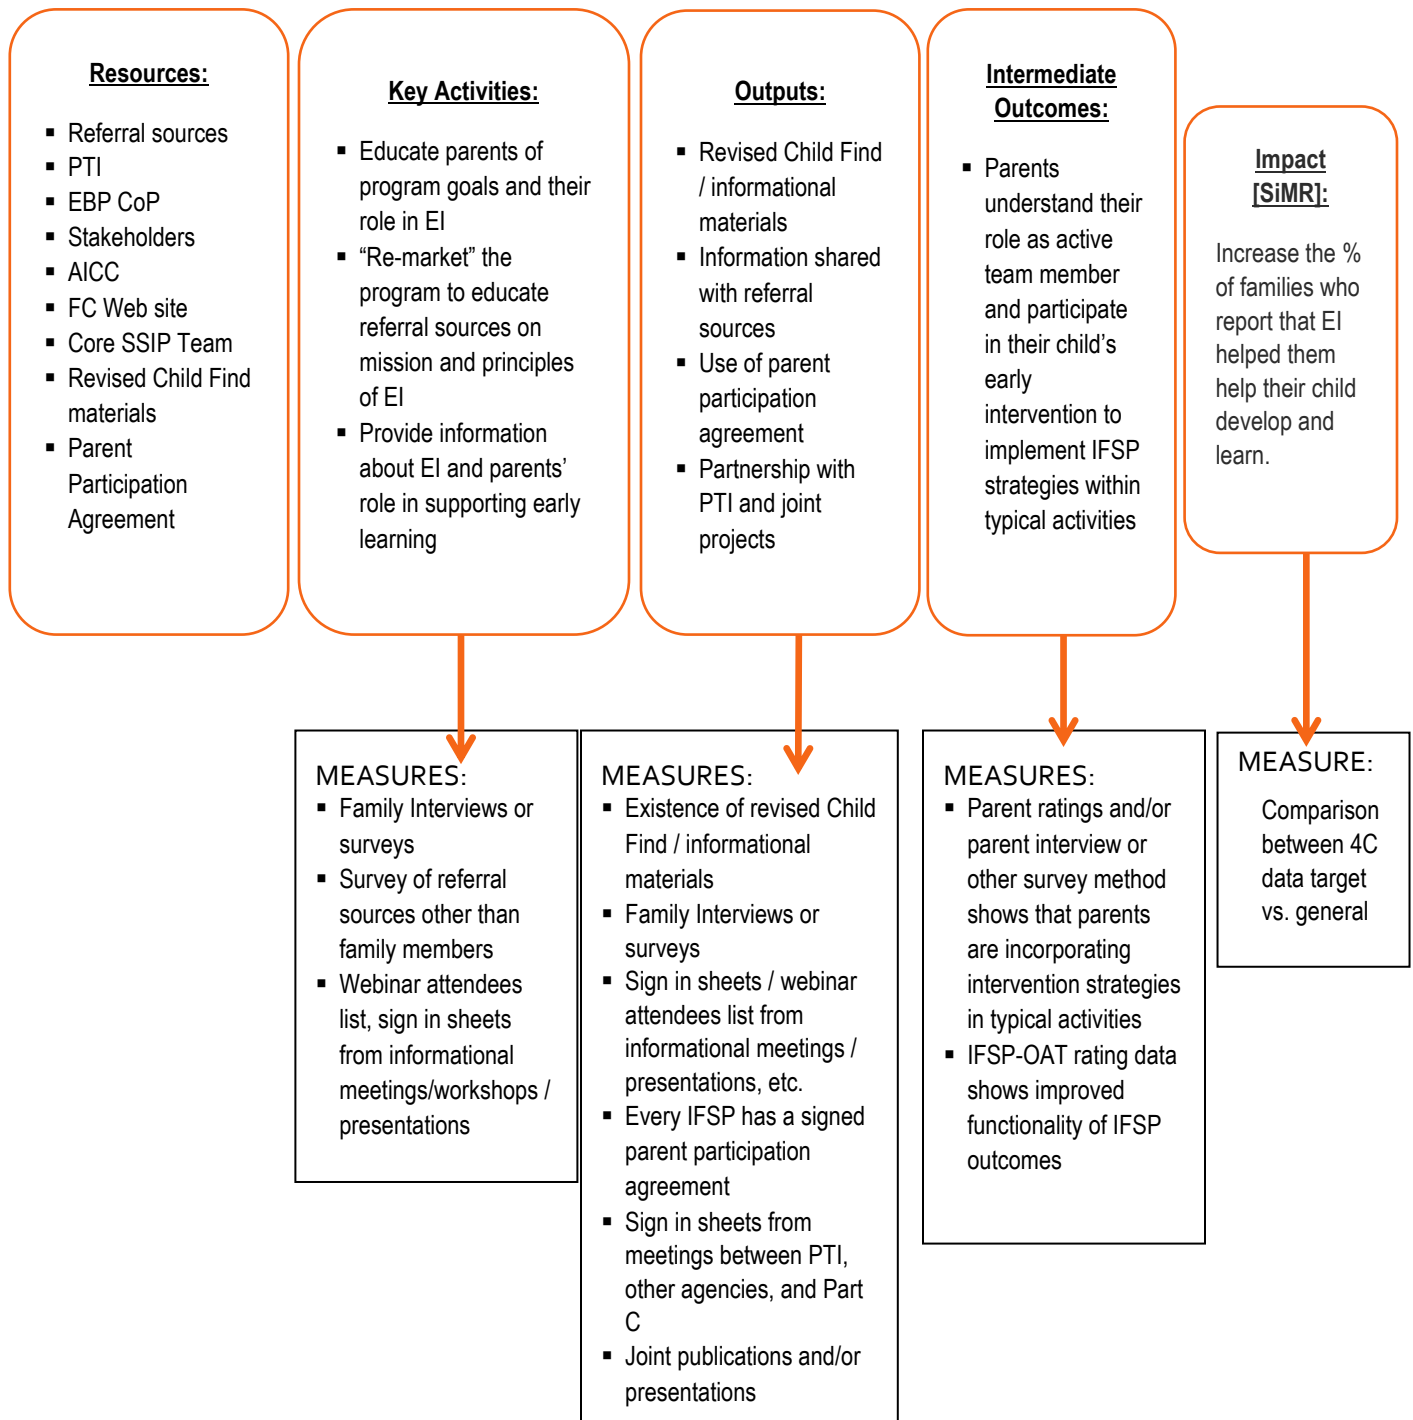 Resources:
▪ Referral sources
▪ PTI
▪ EBP CoP
▪ Stakeholders
▪ AICC
▪ FC Web site
▪ Core SSIP Team
▪ Revised Child Find
materials
▪ Parent
Participation
Agreement
Key Activities:
▪ Educate parents of
program goals and their
role in EI
▪ “Re-market” the
program to educate
referral sources on
mission and principles
of EI
▪ Provide information
about EI and parents’
role in supporting early
learning
Outputs:
▪ Revised Child Find
/ informational
materials
▪ Information shared
with referral
sources
▪ Use of parent
participation
agreement
▪ Partnership with
PTI and joint
projects
Intermediate
Outcomes:
▪ Parents
understand their
role as active
team member
and participate
in their child’s
early
intervention to
implement IFSP
strategies within
typical activities
Impact
[SiMR]:
Increase the %
of families who
report that EI
helped them
help their child
develop and
learn.
MEASURES:
▪ Family Interviews or
surveys
▪ Survey of referral
sources other than
family members
▪ Webinar attendees
list, sign in sheets
from informational
meetings/workshops /
presentations
MEASURES:
▪ Existence of revised Child
Find / informational
materials
▪ Family Interviews or
surveys
▪ Sign in sheets / webinar
attendees list from
informational meetings /
presentations, etc.
▪ Every IFSP has a signed
parent participation
agreement
▪ Sign in sheets from
meetings between PTI,
other agencies, and Part
C
▪ Joint publications and/or
presentations
MEASURES:
▪ Parent ratings and/or
parent interview or
other survey method
shows that parents
are incorporating
intervention strategies
in typical activities
▪ IFSP-OAT rating data
shows improved
functionality of IFSP
outcomes
MEASURE:
Comparison
between 4C
data target
vs. general